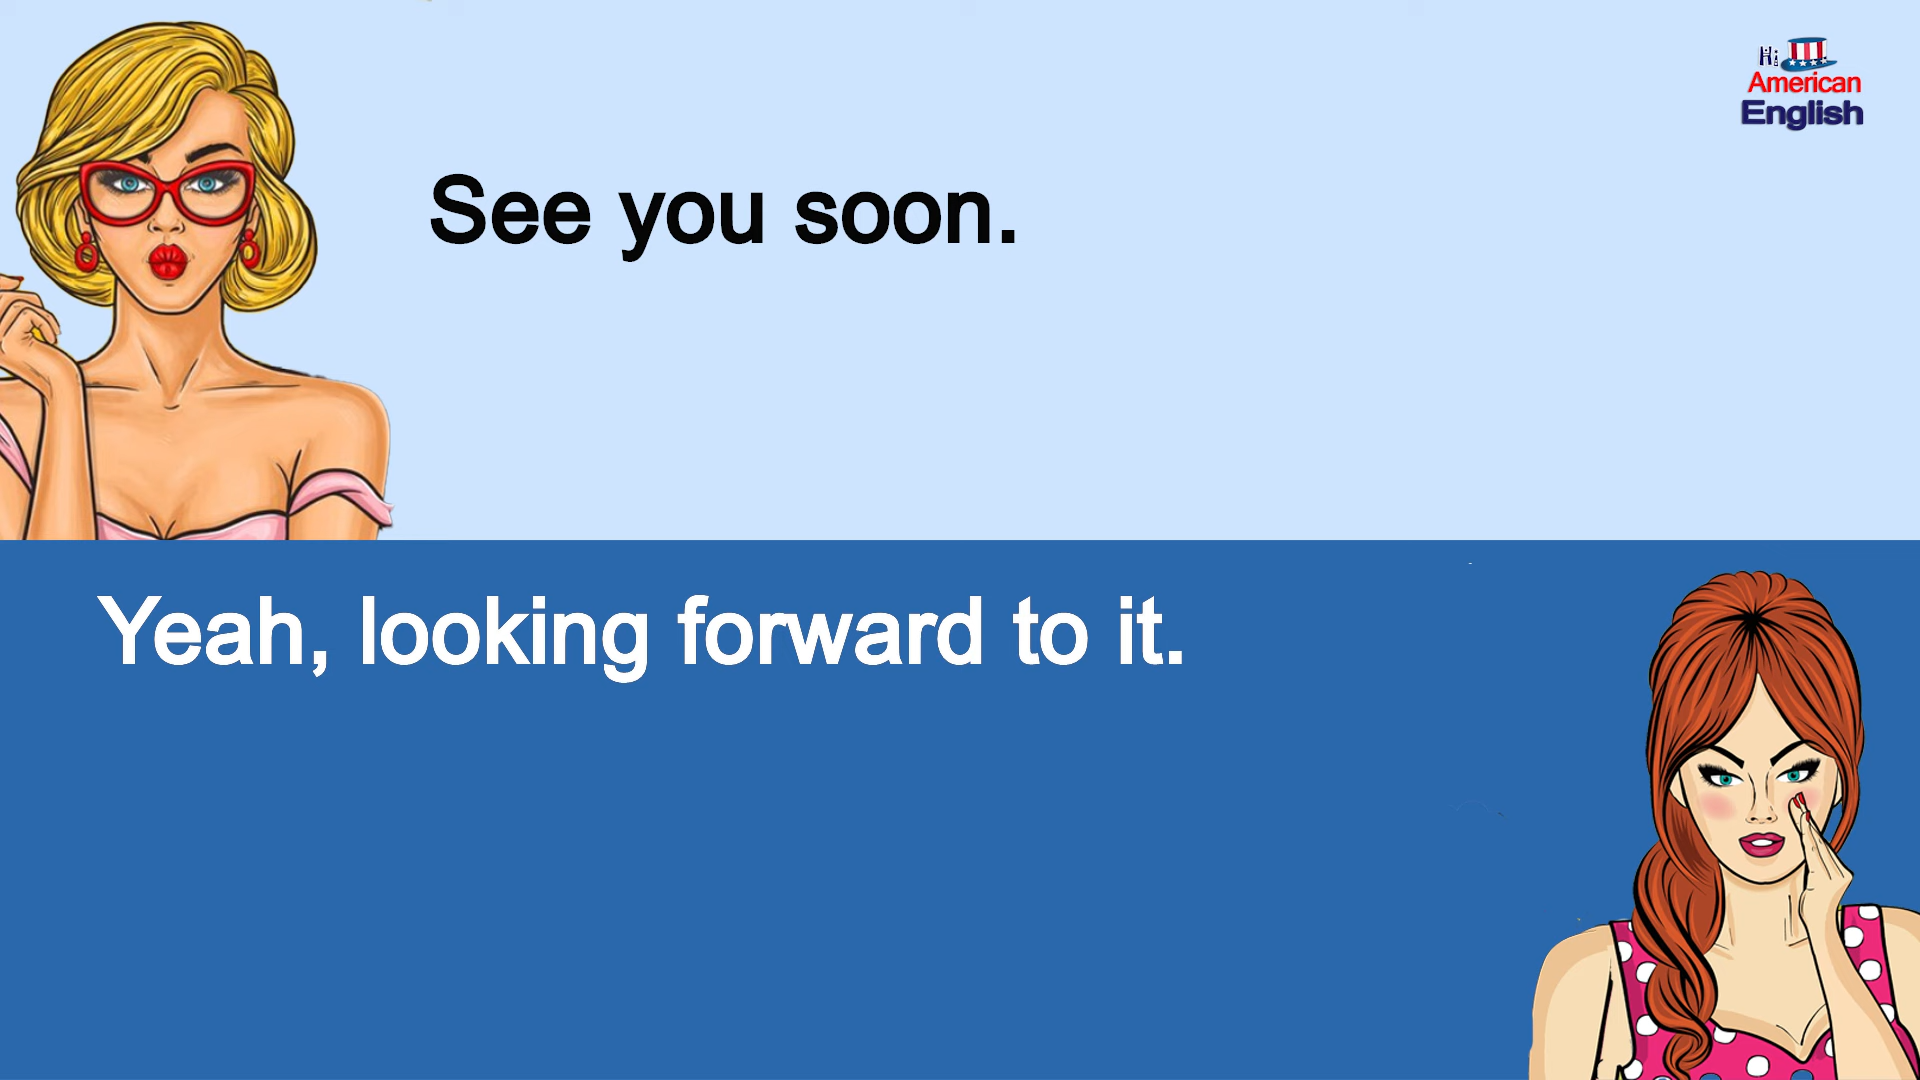 Hi
American
English
See you soon.
Yeah, looking forward to it.